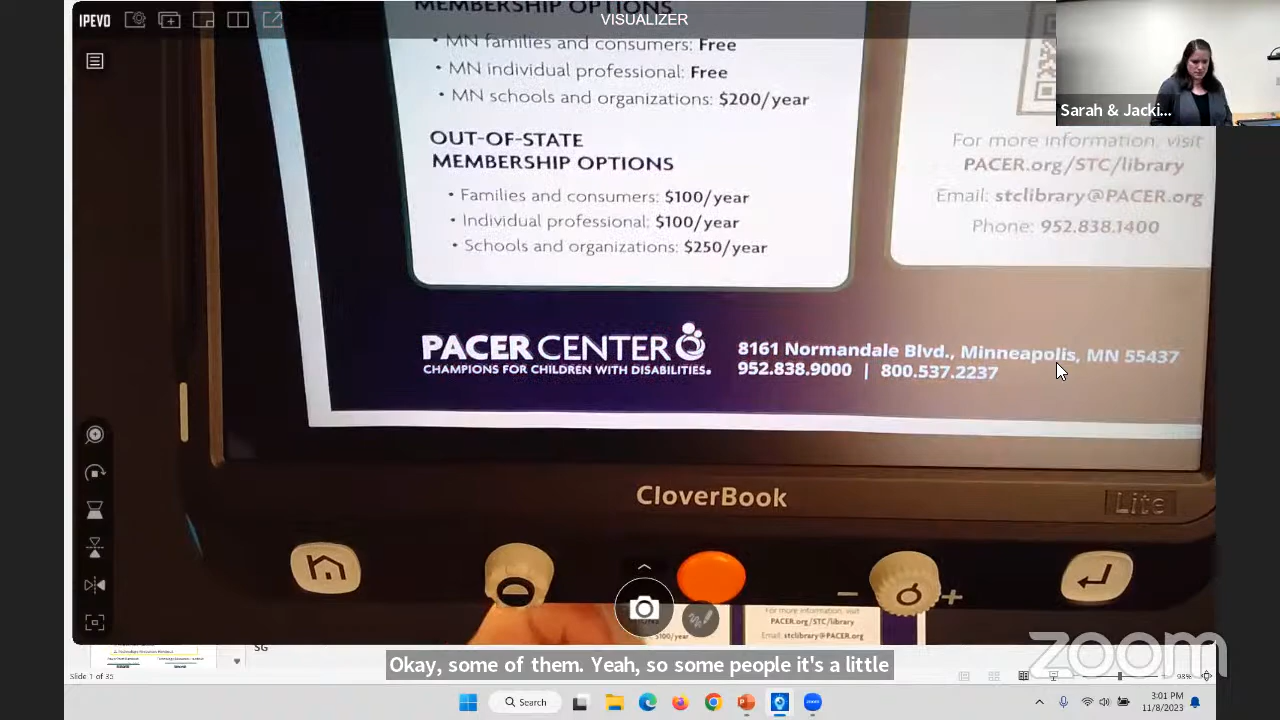 IPEVO
VISUALIZER
MEMBERSHIP OPTIONS
• MN families and consumers: Free
• MN individual professional: Free
• MN schools and organizations: $200/year
OUT-OF-STATE
MEMBERSHIP OPTIONS
• Families and consumers: $100/year
• Individual professional: $100/year
• Schools and organizations: $250/year
For more information, visit
PACER.org/STC/library
Email: stclibrary@PACER.org
Phone: 952.838.1400
Sarah & Jacki...
PACER CENTER
CHAMPIONS FOR CHILDREN WITH DISABILITIES.
8161 Normandale Blvd., Minneapolis, MN 55437
952.838.9000 | 800.537.2237
CloverBook
Lite
− +
$100/year
For more information, visit
PACER.org/STC/library
Email: stclibrary@PACER.org
zoom
SG
Okay, some of them. Yeah, so some people it's a little
Slide 1 of 35
98%
Search
3:01 PM
11/8/2023